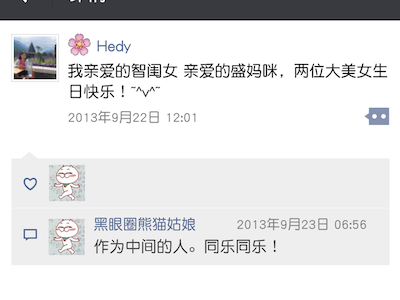 Hedy
我亲爱的智闺女 亲爱的盛妈咪，两位大美女生
日快乐！~^v^~
2013年9月22日 12:01
黑眼圈熊猫姑娘 2013年9月23日 06:56
作为中间的人。同乐同乐！